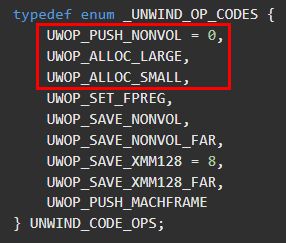 typedef enum _UNWIND_OP_CODES {
UWOP_PUSH_NONVOL = 0,
UWOP_ALLOC_LARGE,
UWOP_ALLOC_SMALL,
UWOP_SET_FPREG,
UWOP_SAVE_NONVOL,
UWOP_SAVE_NONVOL_FAR,
UWOP_SAVE_XMM128 = 8,
UWOP_SAVE_XMM128_FAR,
UWOP_PUSH_MACHFRAME
} UNWIND_CODE_OPS;